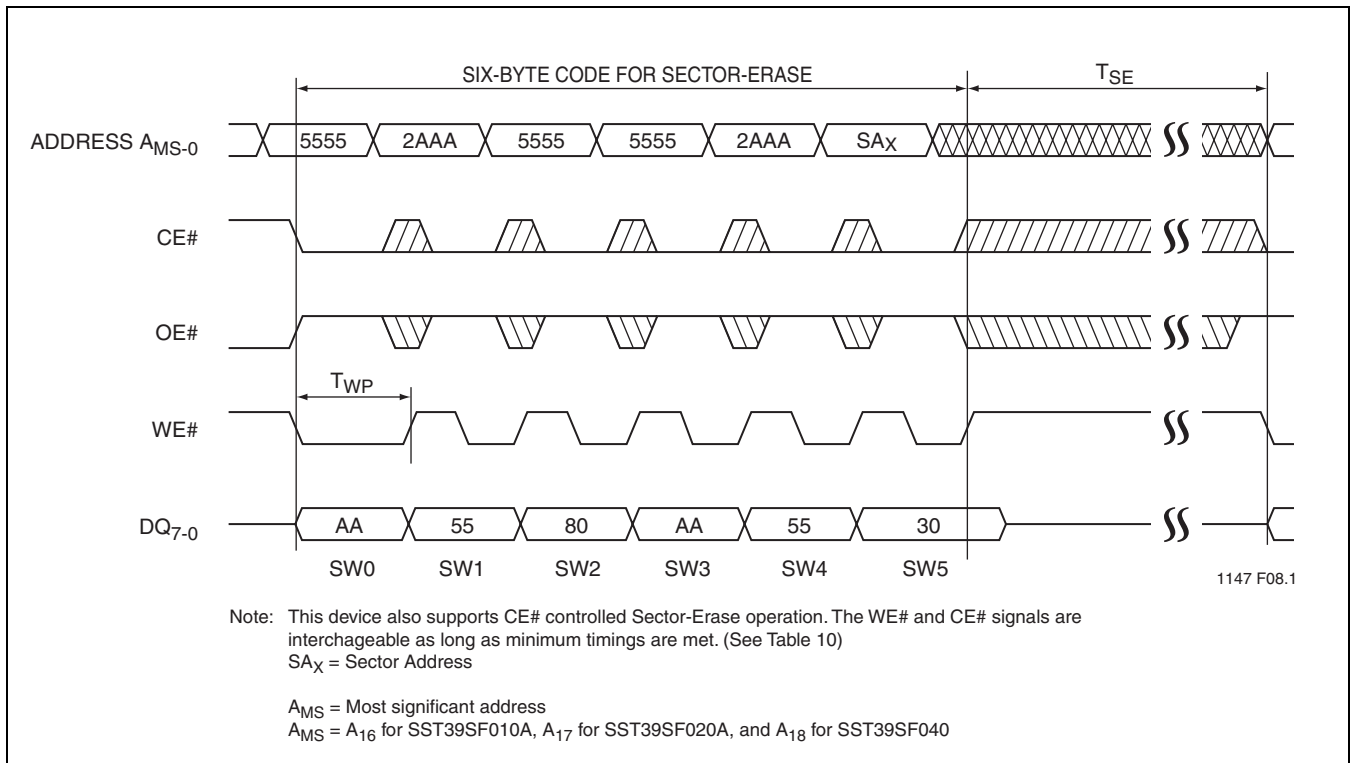 SIX-BYTE CODE FOR SECTOR-ERASE
TSE
ADDRESS AMS-0
5555 2AAA 5555 5555 2AAA SAX
CE#
OE#
TWP
WE#
DQ7-0
AA 55 80 AA 55 30
SW0 SW1 SW2 SW3 SW4 SW5
1147 F08.1
Note: This device also supports CE# controlled Sector-Erase operation. The WE# and CE# signals are
interchageable as long as minimum timings are met. (See Table 10)
SAX = Sector Address
AMS = Most significant address
AMS = A16 for SST39SF010A, A17 for SST39SF020A, and A18 for SST39SF040